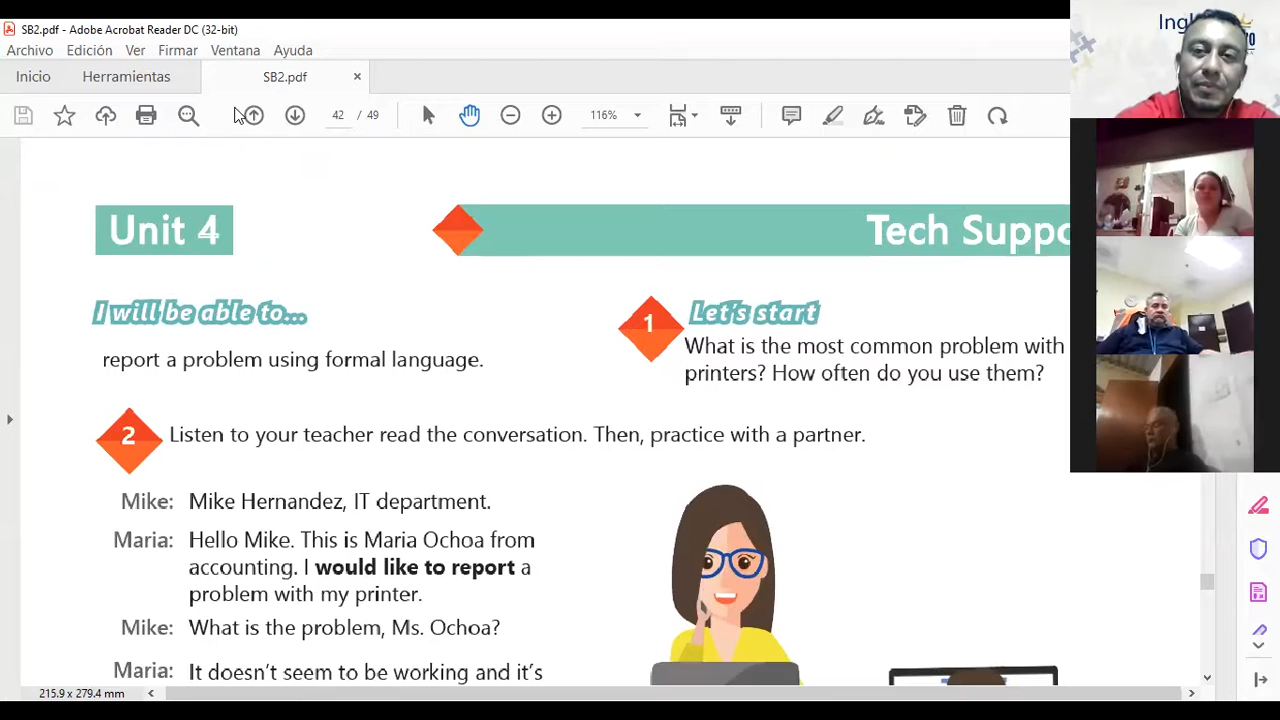 SB2.pdf - Adobe Acrobat Reader DC (32-bit)
Archivo Edición Ver Firmar Ventana Ayuda
Inicio Herramientas SB2.pdf ×
42 / 49 116%
Unit 4
Tech Suppo
I will be able to...
report a problem using formal language.
1 Let's start
What is the most common problem with
printers? How often do you use them?
2 Listen to your teacher read the conversation. Then, practice with a partner.
Mike: Mike Hernandez, IT department.
Maria: Hello Mike. This is Maria Ochoa from
accounting. I would like to report a
problem with my printer.
Mike: What is the problem, Ms. Ochoa?
Maria: It doesn't seem to be working and it's
215.9 x 279.4 mm